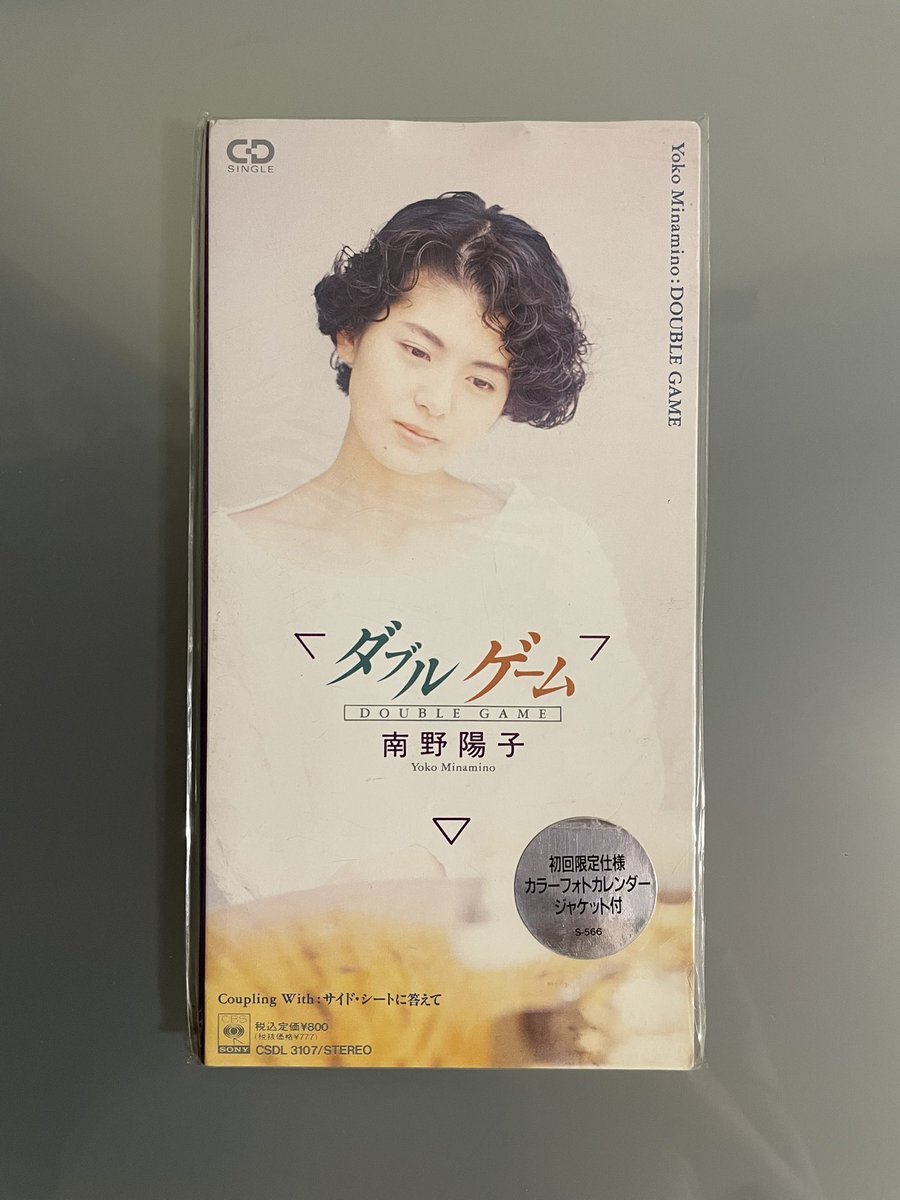 CD
SINGLE
Yoko Minamino:DOUBLE GAME
ダブル ゲーム
DOUBLE GAME
南野陽子
Yoko Minamino
初回限定仕様
カラーフォトカレンダー
ジャケット付
S-566
Coupling With:サイド・シートに答えて
CBS
SONY
税込定価¥800
(税抜価格¥777)
CSDL 3107/STEREO